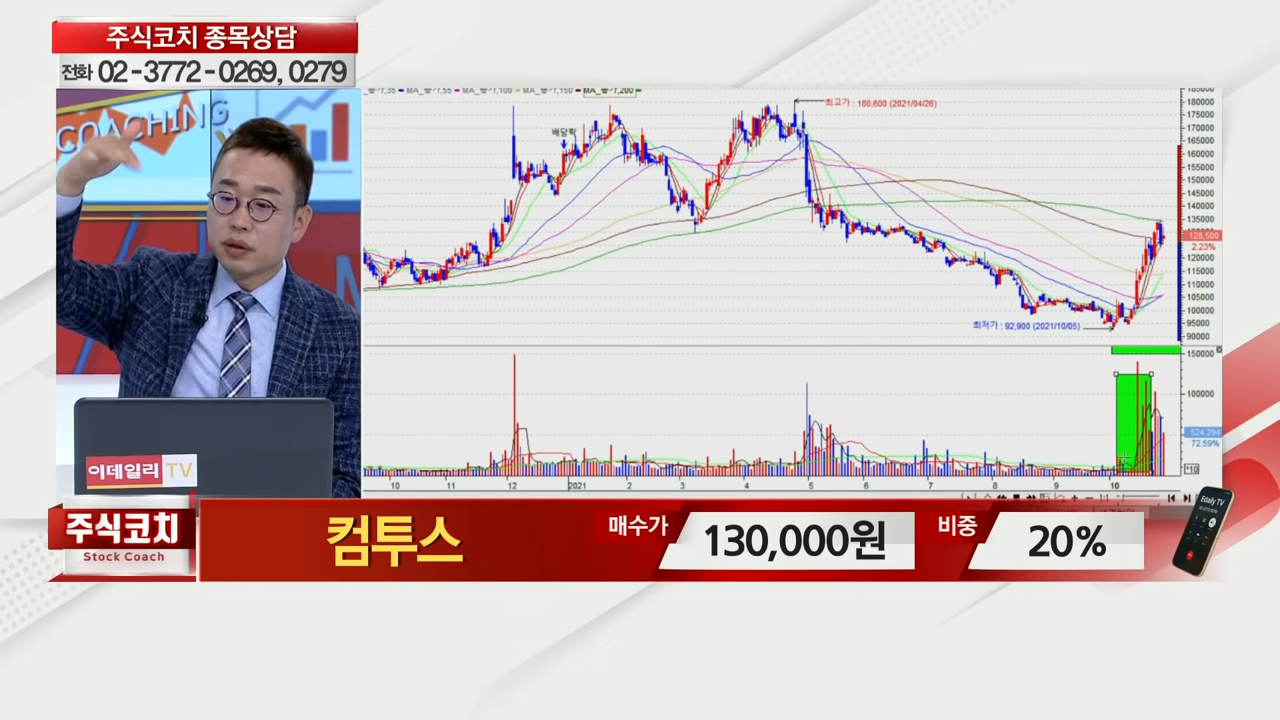 주식코치 종목상담
전화 02-3772-0269, 0279
COACHING
이데일리 TV
185000
180000
175000
165000
160000
155000
150000
145000
140000
135000
128,500
2.23%
120000
115000
110000
105000
100000
95000
90000
최고가 : 180,600 (2021/04/26)
배당락
최저가 : 92,900 (2021/10/05)
150000
100000
524,294
72.59%
*10
10 11 12 2021 2 3 4 5 6 7 8 9 10
주식코치
Stock Coach
컴투스
매수가 130,000원
비중 20%
Edaily TV